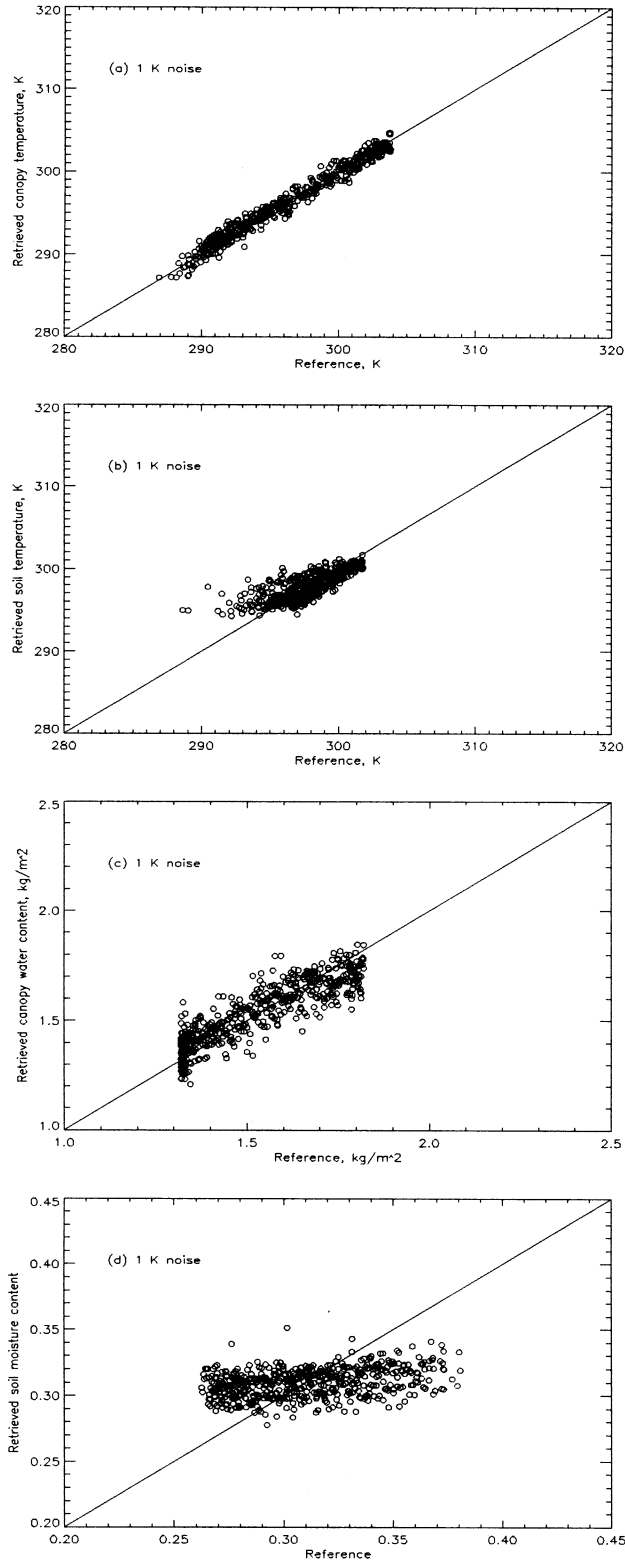 320
310
300
290
280
Retrieved canopy temperature, K
(a) 1 K noise
280 290 300 310 320
Reference, K
320
310
300
290
280
Retrieved soil temperature, K
(b) 1 K noise
280 290 300 310 320
Reference, K
2.5
2.0
1.5
1.0
Retrieved canopy water content, kg/m^2
(c) 1 K noise
1.0 1.5 2.0 2.5
Reference, kg/m^2
0.45
0.40
0.35
0.30
0.25
0.20
Retrieved soil moisture content
(d) 1 K noise
0.20 0.25 0.30 0.35 0.40 0.45
Reference